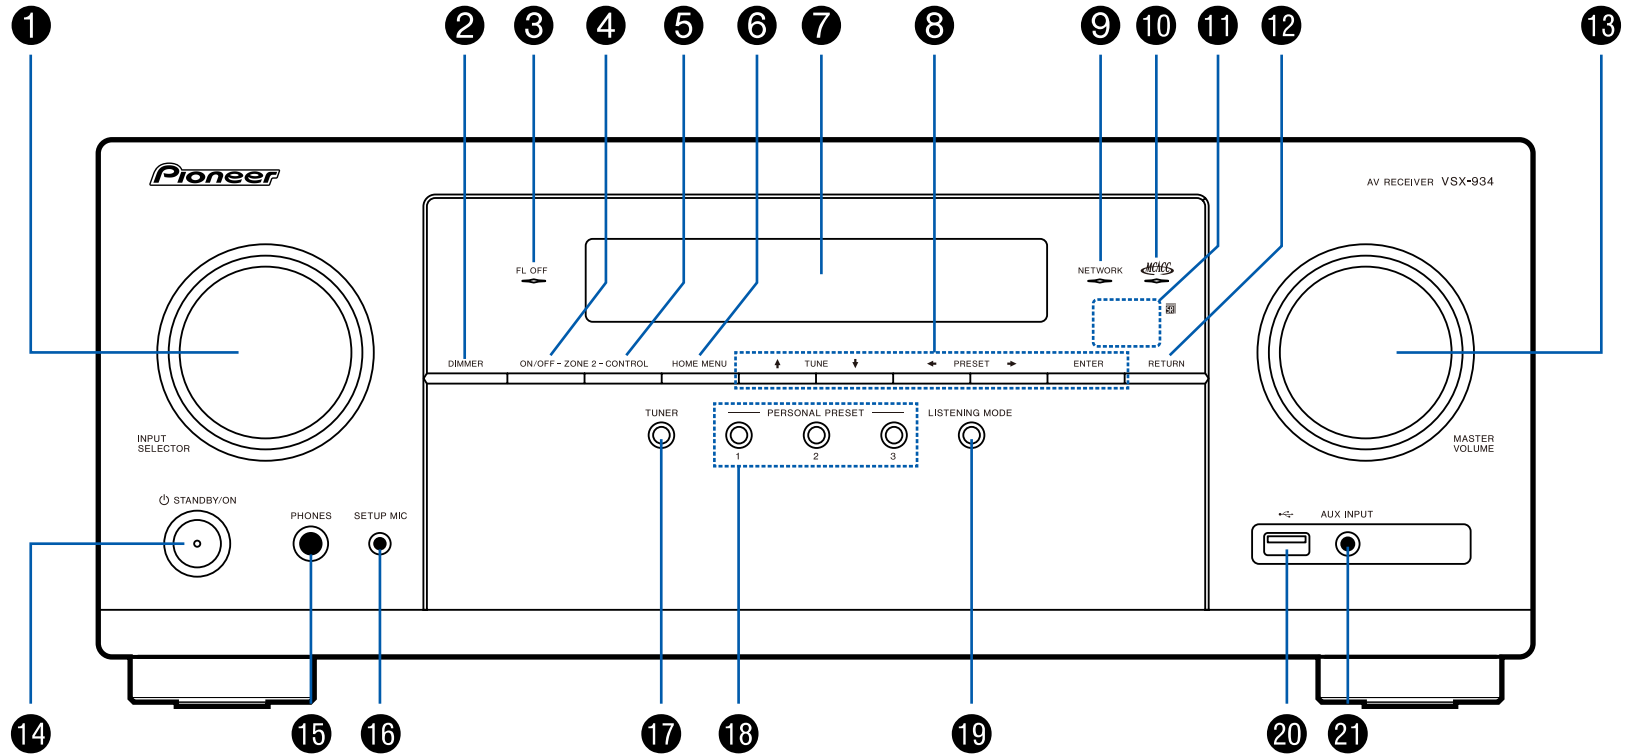 1 2 3 4 5 6 7 8 9 10 11 12 13
Pioneer
AV RECEIVER VSX-934
FL OFF
NETWORK
MCACC
DIMMER
ON/OFF – ZONE 2 – CONTROL
HOME MENU
TUNE
PRESET
ENTER
RETURN
TUNER
PERSONAL PRESET
LISTENING MODE
1 2 3
INPUT
SELECTOR
MASTER
VOLUME
STANDBY/ON
PHONES
SETUP MIC
AUX INPUT
14 15 16 17 18 19 20 21